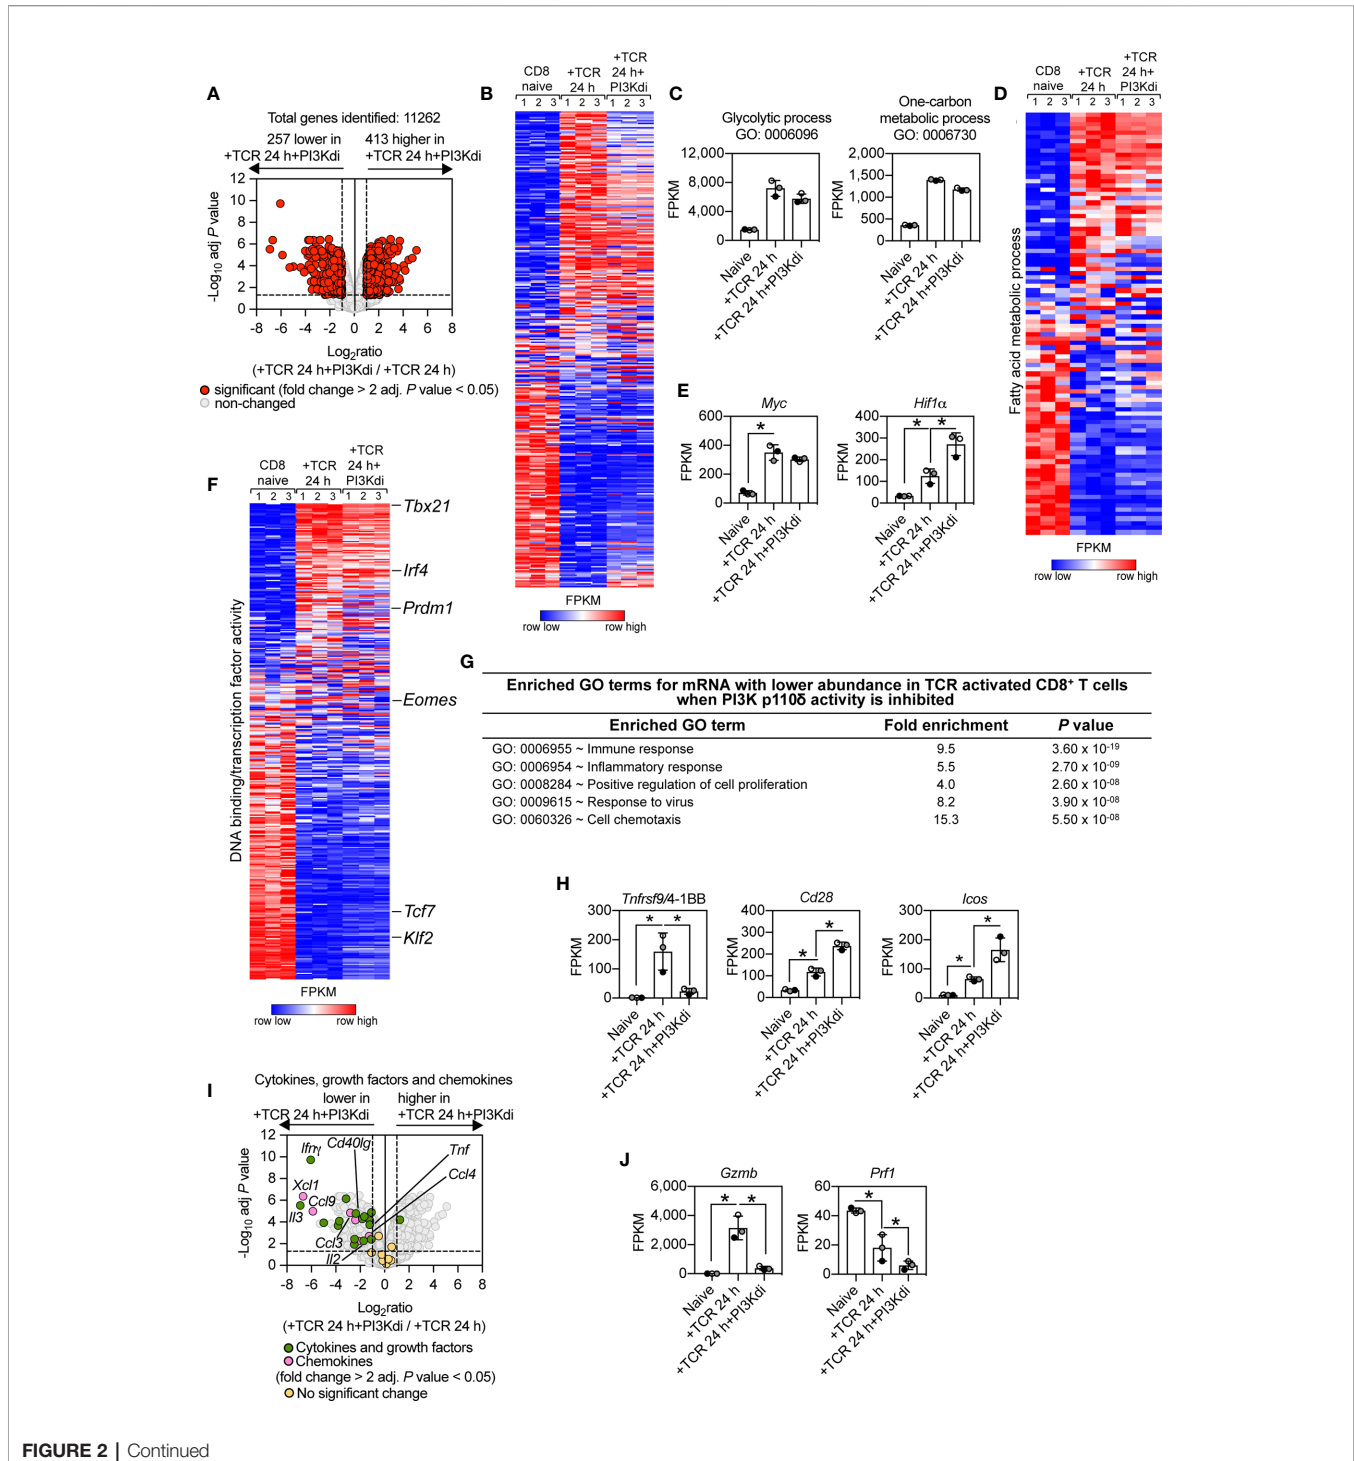 A
Total genes identified: 11262
257 lower in
+TCR 24 h+PI3Kdi
413 higher in
+TCR 24 h+PI3Kdi
12
10
8
6
4
2
0
-Log10 adj P value
-8 -6 -4 -2 0 2 4 6 8
Log2ratio
(+TCR 24 h+PI3Kdi / +TCR 24 h)
significant (fold change > 2 adj. P value < 0.05)
non-changed
B
CD8
naive
+TCR
24 h
+TCR
24 h+
PI3Kdi
1 2 3 1 2 3 1 2 3
FPKM
row low row high
C
Glycolytic process
GO: 0006096
12,000
8,000
4,000
0
FPKM
Naive
+TCR 24 h
+TCR 24 h+PI3Kdi
One-carbon
metabolic process
GO: 0006730
2,000
1,500
1,000
500
0
FPKM
Naive
+TCR 24 h
+TCR 24 h+PI3Kdi
D
CD8
naive
+TCR
24 h
+TCR
24 h+
PI3Kdi
1 2 3 1 2 3 1 2 3
Fatty acid metabolic process
FPKM
row low row high
E
Myc
600
400
200
0
FPKM
*
Naive
+TCR 24 h
+TCR 24 h+PI3Kdi
Hif1α
400
300
200
100
0
FPKM
* *
Naive
+TCR 24 h
+TCR 24 h+PI3Kdi
F
CD8
naive
+TCR
24 h
+TCR
24 h+
PI3Kdi
1 2 3 1 2 3 1 2 3
DNA binding/transcription factor activity
Tbx21
Irf4
Prdm1
Eomes
Tcf7
Klf2
FPKM
row low row high
G
Enriched GO terms for mRNA with lower abundance in TCR activated CD8+ T cells
when PI3K p110δ activity is inhibited
Enriched GO term Fold enrichment P value
GO: 0006955 ~ Immune response 9.5 3.60 x 10-19
GO: 0006954 ~ Inflammatory response 5.5 2.70 x 10-09
GO: 0008284 ~ Positive regulation of cell proliferation 4.0 2.60 x 10-08
GO: 0009615 ~ Response to virus 8.2 3.90 x 10-08
GO: 0060326 ~ Cell chemotaxis 15.3 5.50 x 10-08
H
Tnfrsf9/4-1BB
300
200
100
0
FPKM
* *
Naive
+TCR 24 h
+TCR 24 h+PI3Kdi
Cd28
400
300
200
100
0
FPKM
* *
Naive
+TCR 24 h
+TCR 24 h+PI3Kdi
Icos
300
200
100
0
FPKM
* *
Naive
+TCR 24 h
+TCR 24 h+PI3Kdi
I
Cytokines, growth factors and chemokines
lower in
+TCR 24 h+PI3Kdi
higher in
+TCR 24 h+PI3Kdi
12
10
8
6
4
2
0
-Log10 adj P value
Ifnγ
Cd40lg
Tnf
Ccl4
Xcl1
Ccl9
Il3
Ccl3
Il2
-8 -6 -4 -2 0 2 4 6 8
Log2ratio
(+TCR 24 h+PI3Kdi / +TCR 24 h)
Cytokines and growth factors
Chemokines
(fold change > 2 adj. P value < 0.05)
No significant change
J
Gzmb
6,000
4,000
2,000
0
FPKM
* *
Naive
+TCR 24 h
+TCR 24 h+PI3Kdi
Prf1
60
40
20
0
FPKM
* *
Naive
+TCR 24 h
+TCR 24 h+PI3Kdi
FIGURE 2 | Continued